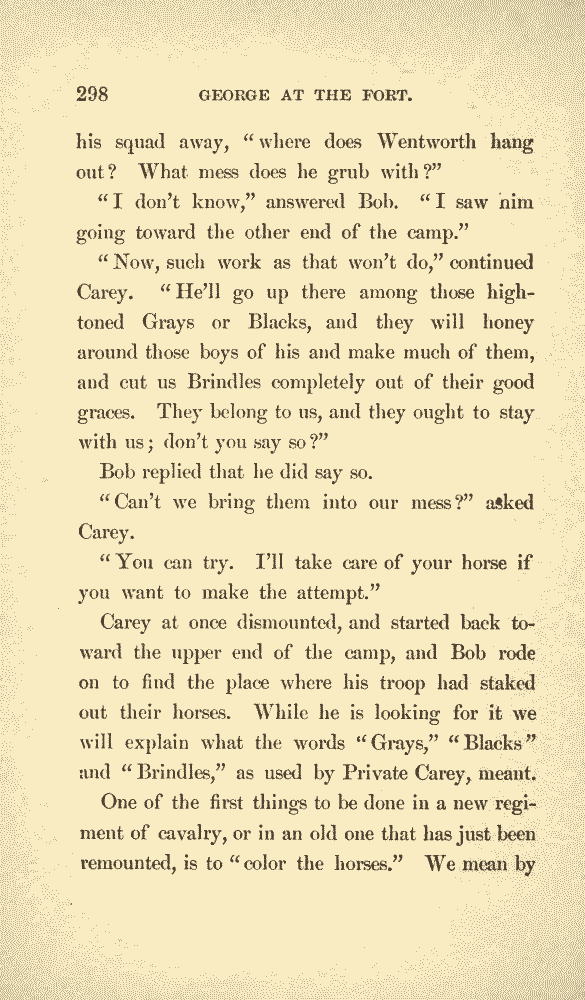 298 GEORGE AT THE FORT.
his squad away, “where does Wentworth hang
out? What mess does he grub with?”
“I don’t know,” answered Bob. “I saw him
going toward the other end of the camp.”
“Now, such work as that won’t do,” continued
Carey. “He’ll go up there among those high-
toned Grays or Blacks, and they will honey
around those boys of his and make much of them,
and cut us Brindles completely out of their good
graces. They belong to us, and they ought to stay
with us; don’t you say so?”
Bob replied that he did say so.
“Can’t we bring them into our mess?” asked
Carey.
“You can try. I’ll take care of your horse if
you want to make the attempt.”
Carey at once dismounted, and started back to-
ward the upper end of the camp, and Bob rode
on to find the place where his troop had staked
out their horses. While he is looking for it we
will explain what the words “Grays,” “Blacks”
and “Brindles,” as used by Private Carey, meant.
One of the first things to be done in a new regi-
ment of cavalry, or in an old one that has just been
remounted, is to “color the horses.” We mean by